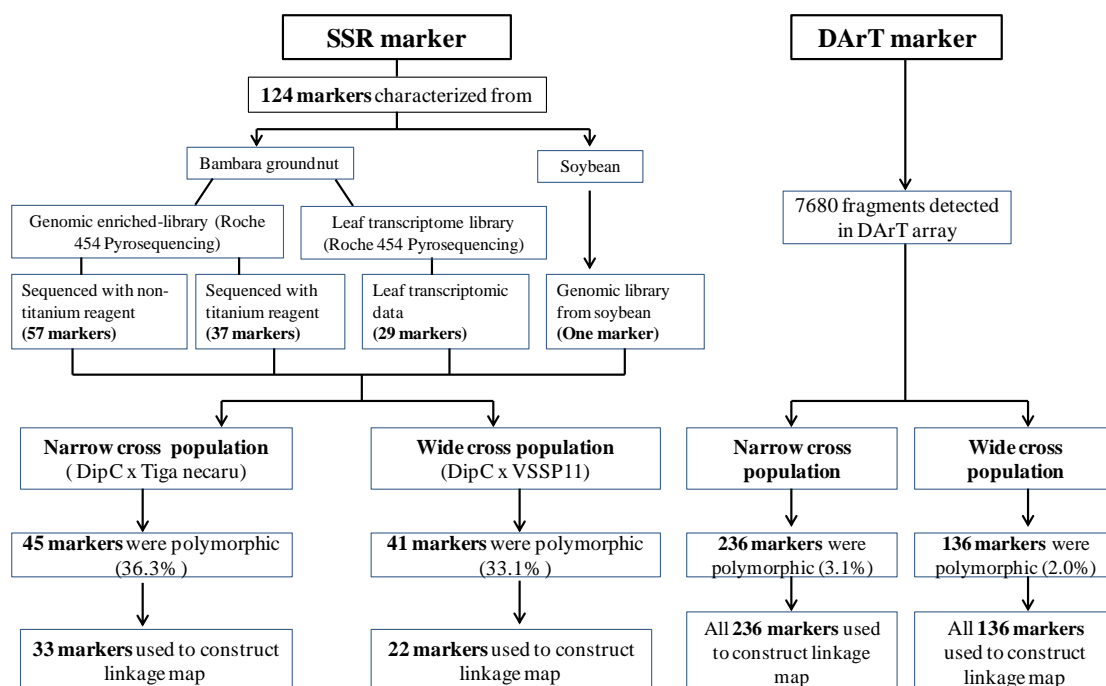 SSR marker
DArT marker
124 markers characterized from
Bambara groundnut
Soybean
Genomic enriched-library (Roche
454 Pyrosequencing)
Leaf transcriptome library
(Roche 454 Pyrosequencing)
7680 fragments detected
in DArT array
Sequenced with non-
titanium reagent
(57 markers)
Sequenced with
titanium reagent
(37 markers)
Leaf transcriptomic
data
(29 markers)
Genomic library
from soybean
(One marker)
Narrow cross population
( DipC x Tiga necaru)
Wide cross population
(DipC x VSSP11)
Narrow cross
population
Wide cross
population
45 markers were polymorphic
(36.3% )
41 markers were polymorphic
(33.1% )
236 markers were
polymorphic (3.1%)
136 markers were
polymorphic (2.0%)
33 markers used to construct
linkage map
22 markers used to construct
linkage map
All 236 markers used
to construct linkage
map
All 136 markers
used to construct
linkage map